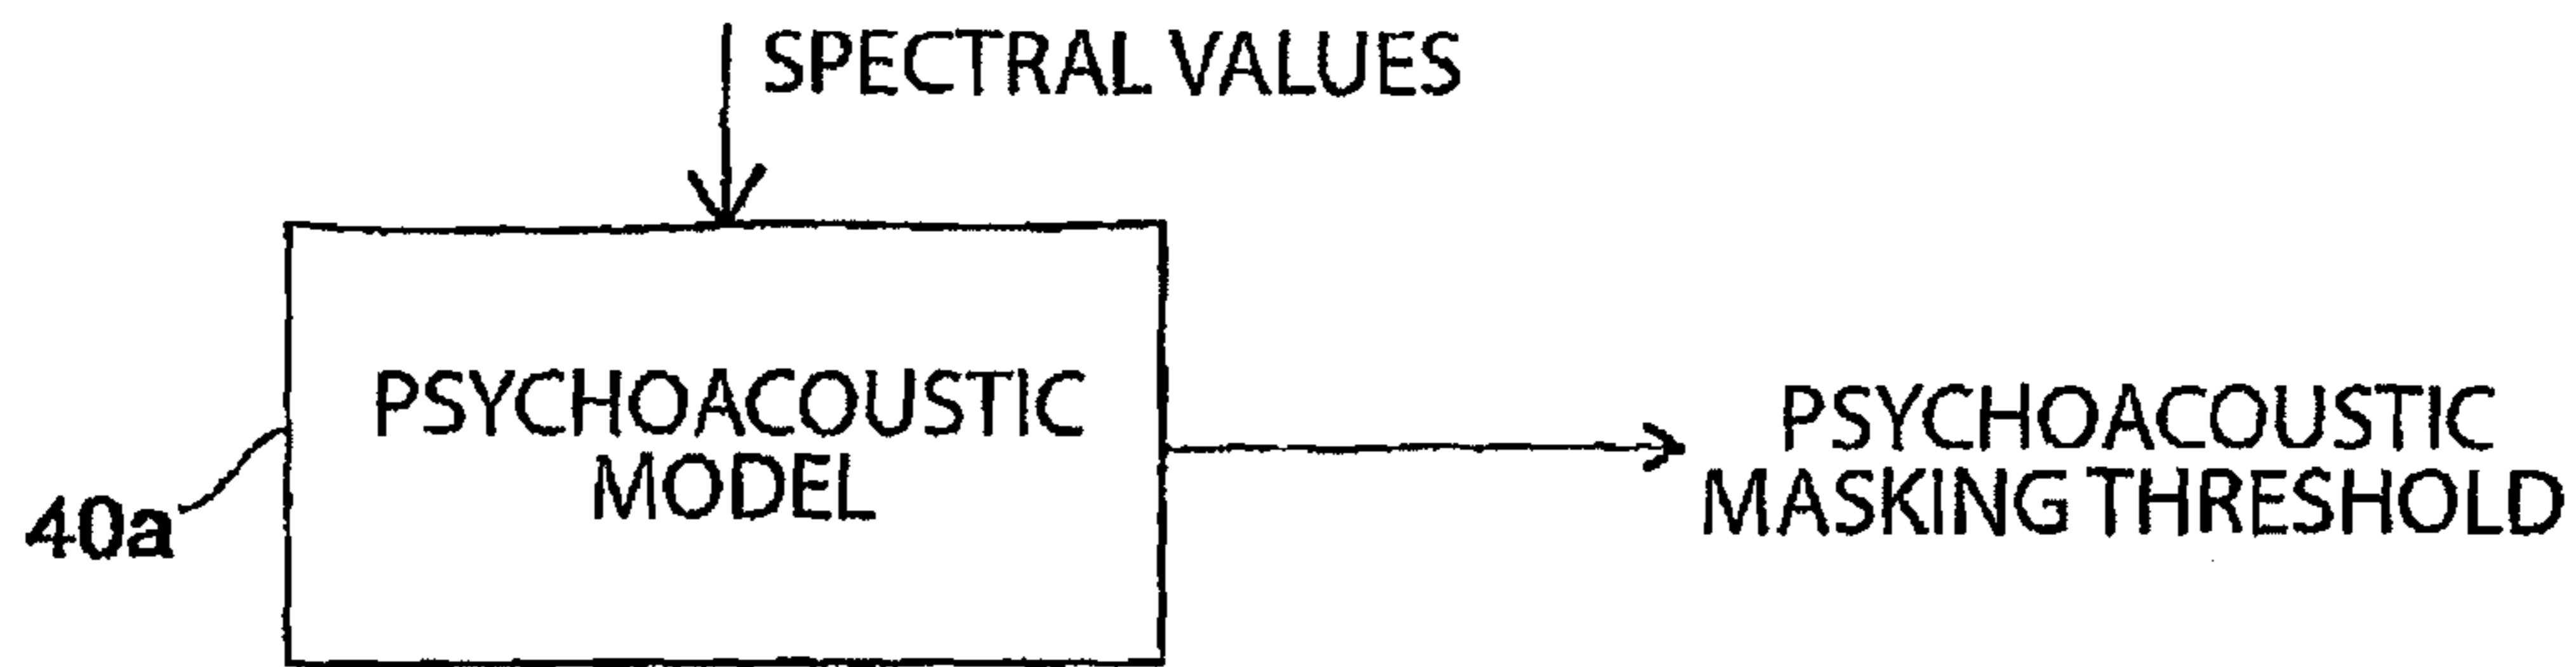 SPECTRAL VALUES
PSYCHOACOUSTIC
MODEL
40a
PSYCHOACOUSTIC
MASKING THRESHOLD